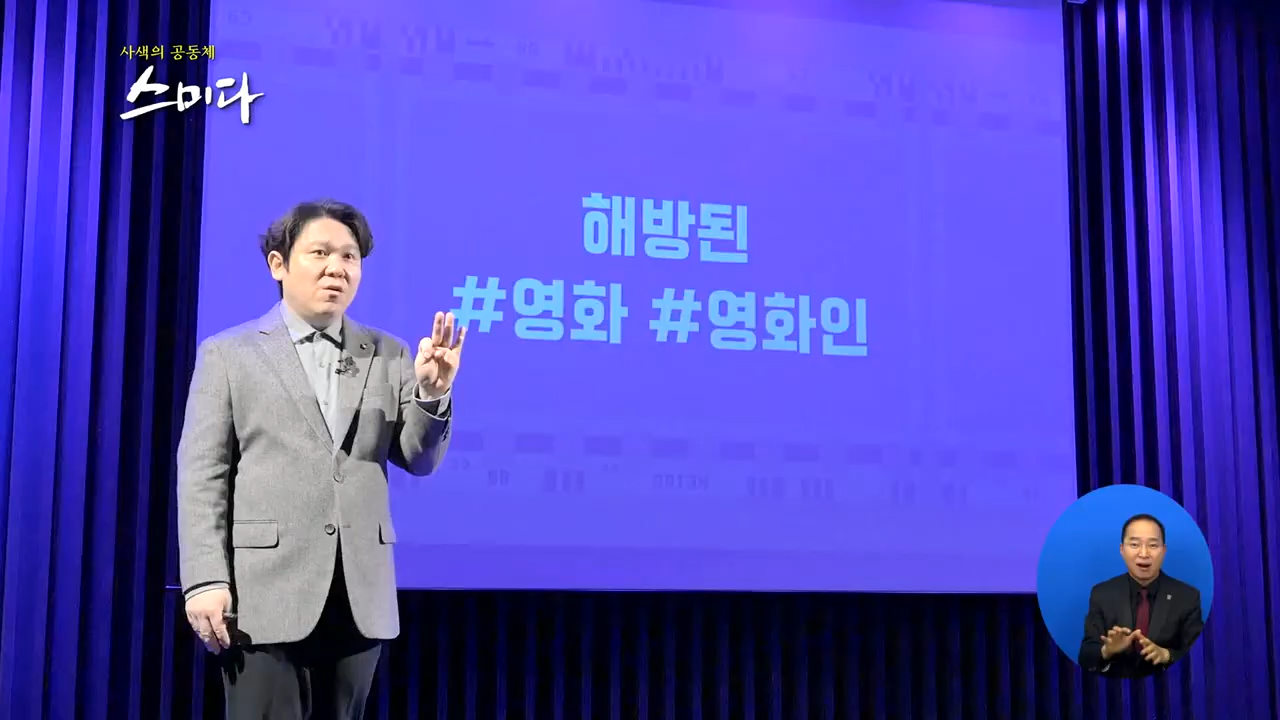 사색의 공동체
스미다
해방된
#영화 #영화인